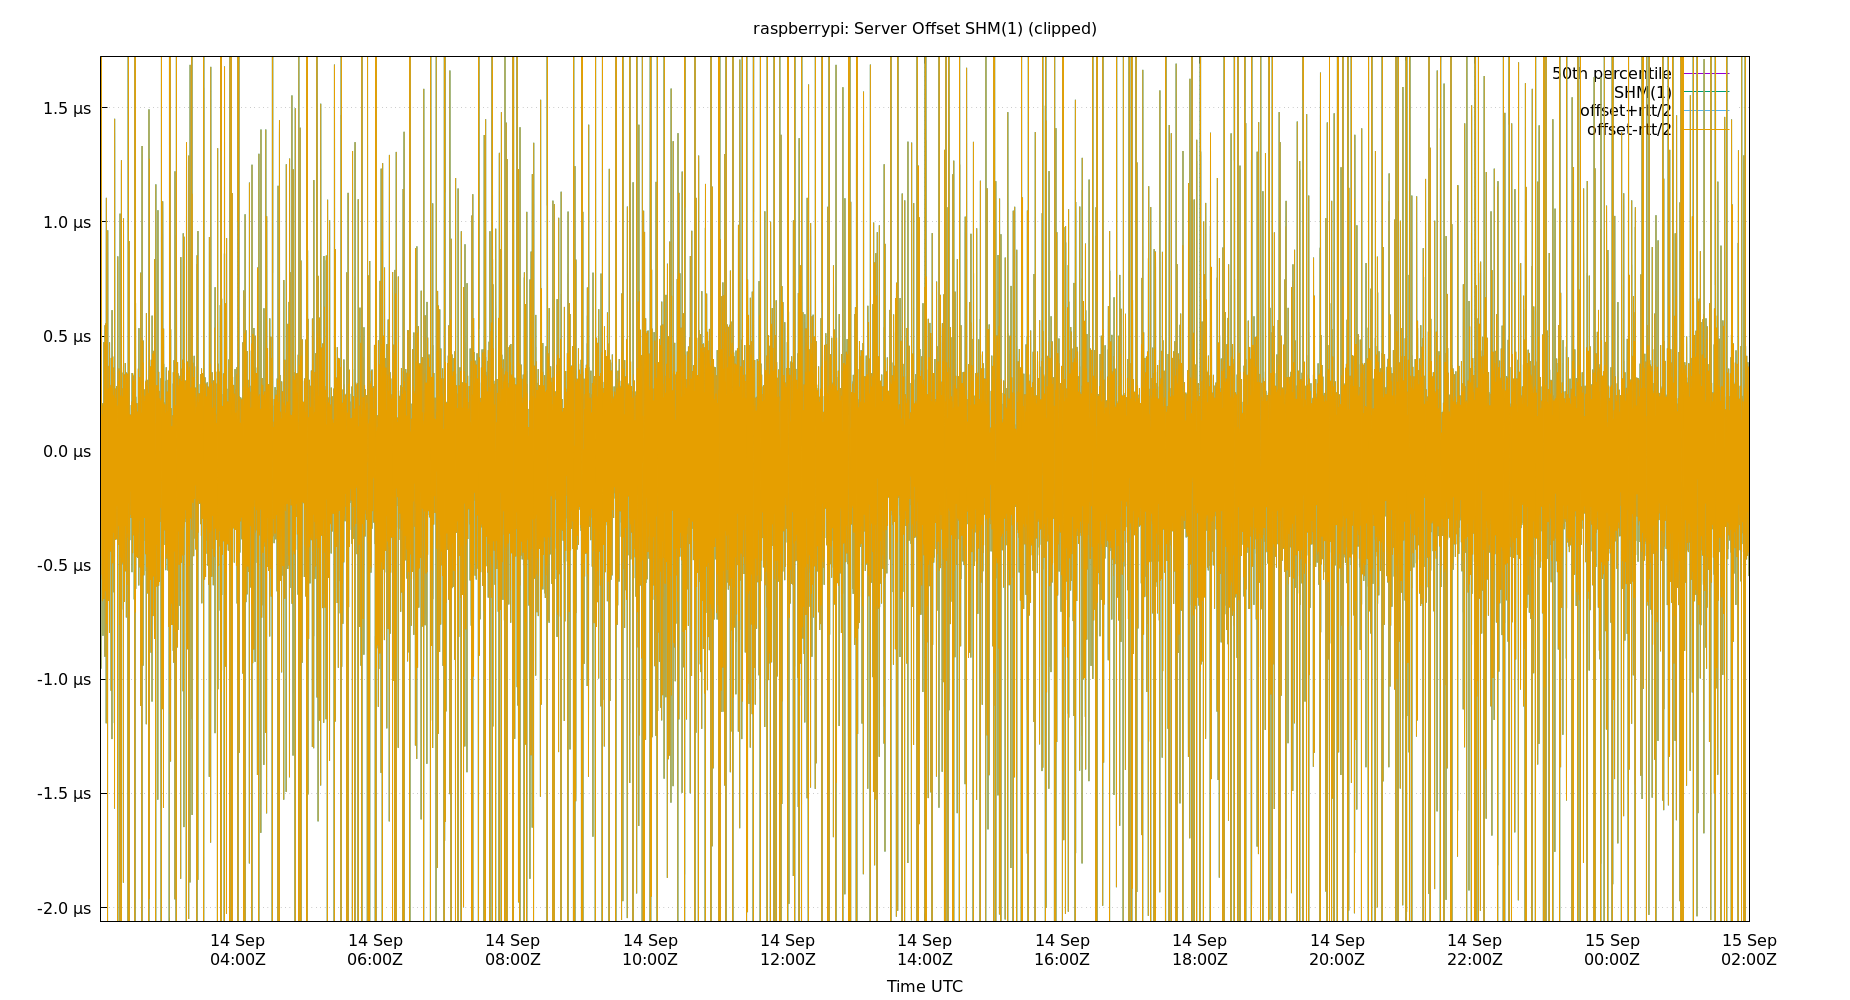 raspberrypi: Server Offset SHM(1) (clipped)
50th percentile
SHM(1)
offset+rtt/2
offset-rtt/2
1.5 µs
1.0 µs
0.5 µs
0.0 µs
-0.5 µs
-1.0 µs
-1.5 µs
-2.0 µs
14 Sep 14 Sep 14 Sep 14 Sep 14 Sep 14 Sep 14 Sep 14 Sep 14 Sep 14 Sep 15 Sep 15 Sep
04:00Z 06:00Z 08:00Z 10:00Z 12:00Z 14:00Z 16:00Z 18:00Z 20:00Z 22:00Z 00:00Z 02:00Z
Time UTC